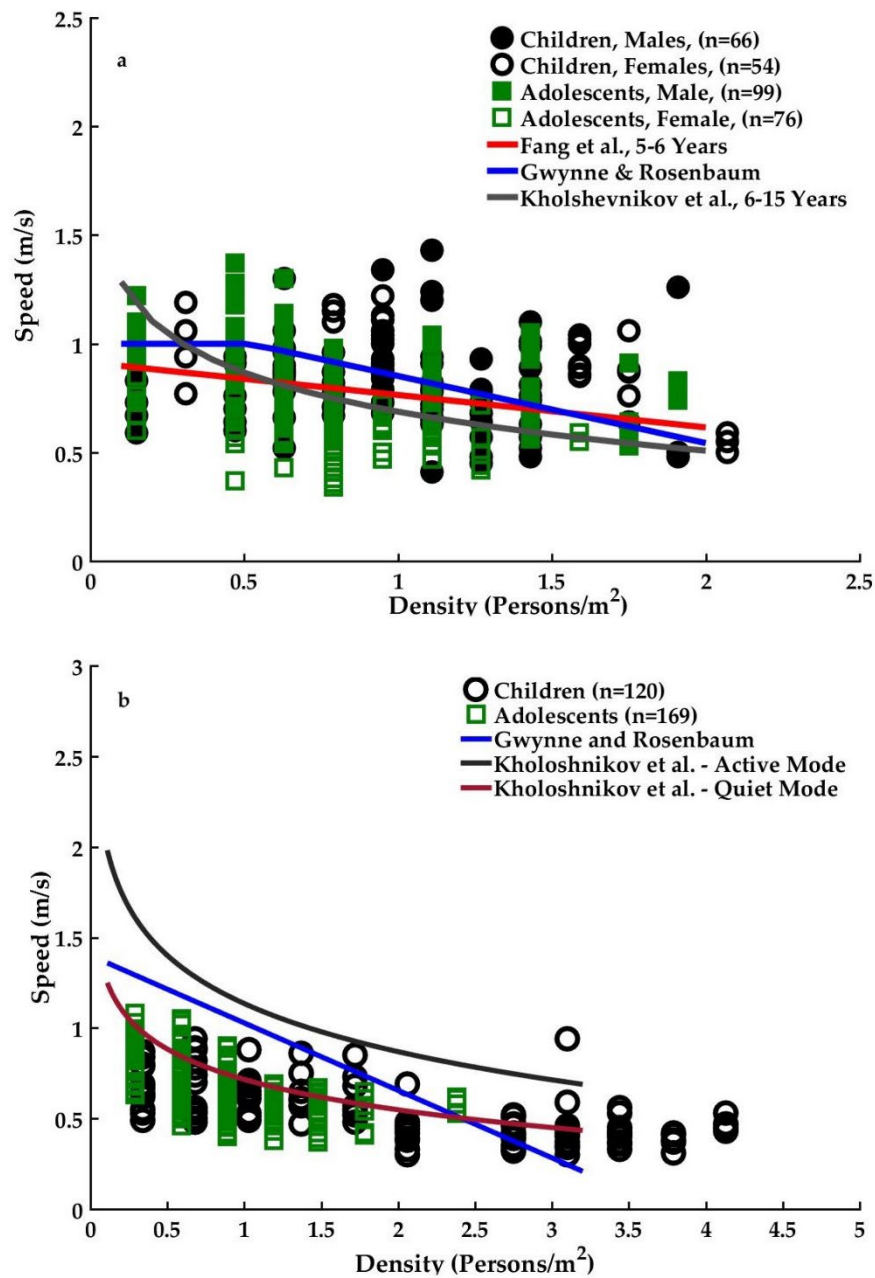 2.5
a
Children, Males, (n=66)
Children, Females, (n=54)
Adolescents, Male, (n=99)
Adolescents, Female, (n=76)
Fang et al., 5-6 Years
Gwynne & Rosenbaum
Kholshevnikov et al., 6-15 Years
2
1.5
1
0.5
0
Speed (m/s)
0 0.5 1 1.5 2 2.5
Density (Persons/m²)
3
b
Children (n=120)
Adolescents (n=169)
Gwynne and Rosenbaum
Kholoshnikov et al. - Active Mode
Kholoshnikov et al. - Quiet Mode
2.5
2
1.5
1
0.5
0
Speed (m/s)
0 0.5 1 1.5 2 2.5 3 3.5 4 4.5 5
Density (Persons/m²)